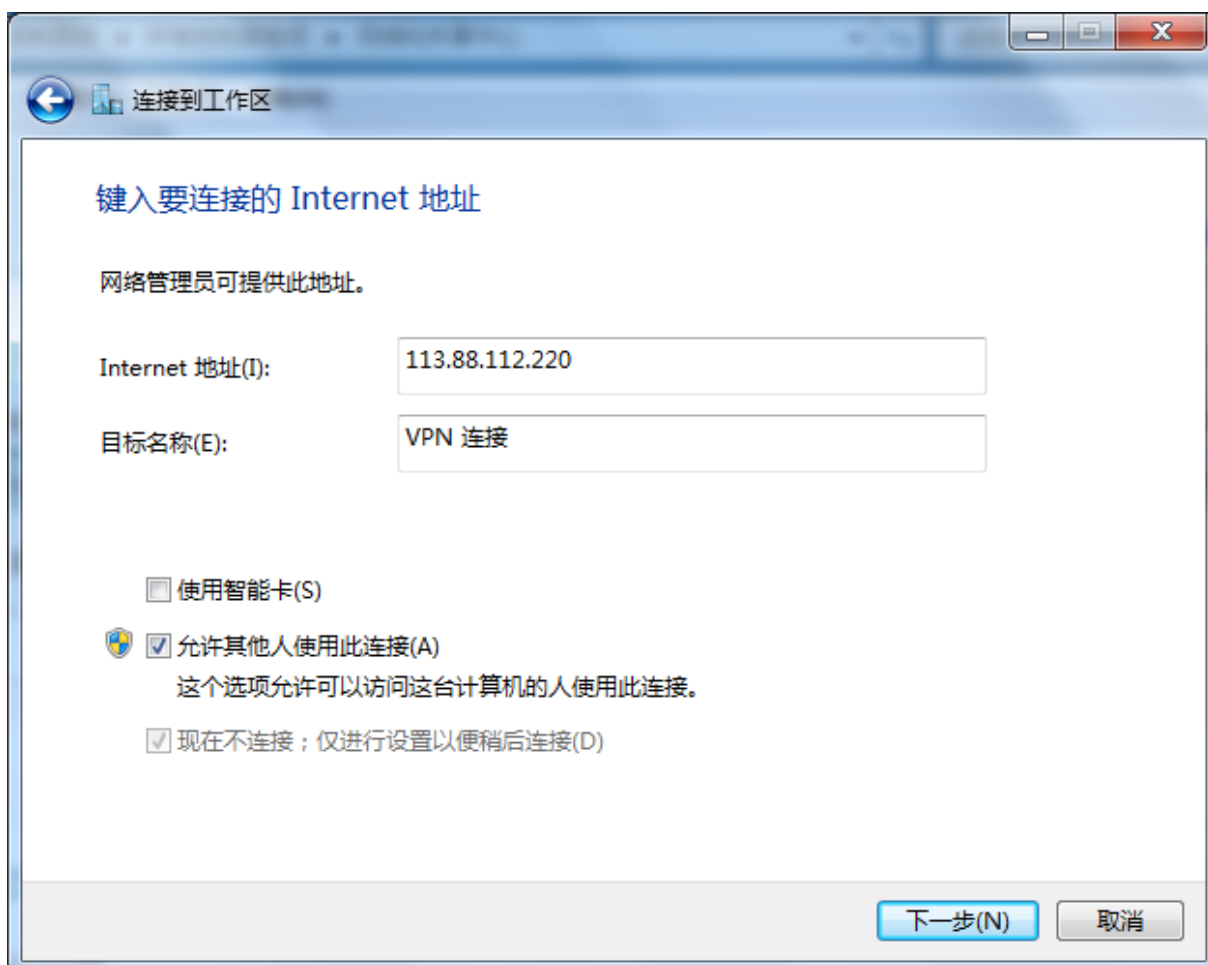 连接到工作区
键入要连接的 Internet 地址
网络管理员可提供此地址。
Internet 地址(I):
113.88.112.220
目标名称(E):
VPN 连接
使用智能卡(S)
允许其他人使用此连接(A)
这个选项允许可以访问这台计算机的人使用此连接。
现在不连接；仅进行设置以便稍后连接(D)
下一步(N)
取消